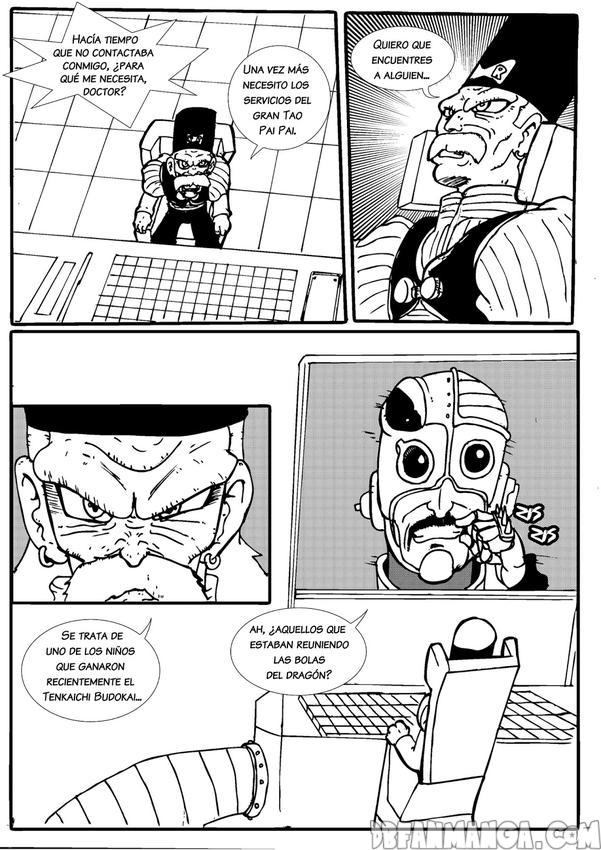 HACÍA TIEMPO
QUE NO CONTACTABA
CONMIGO, ¿PARA
QUÉ ME NECESITA,
DOCTOR?
UNA VEZ MÁS
NECESITO LOS
SERVICIOS DEL
GRAN TAO
PAI PAI.
QUIERO QUE
ENCUENTRES
A ALGUIEN...
ZIS
ZIS
SE TRATA DE
UNO DE LOS NIÑOS
QUE GANARON
RECIENTEMENTE EL
TENKAICHI BUDOKAI...
AH, ¿AQUELLOS QUE
ESTABAN REUNIENDO
LAS BOLAS
DEL DRAGÓN?
DBFANMANGA.COM